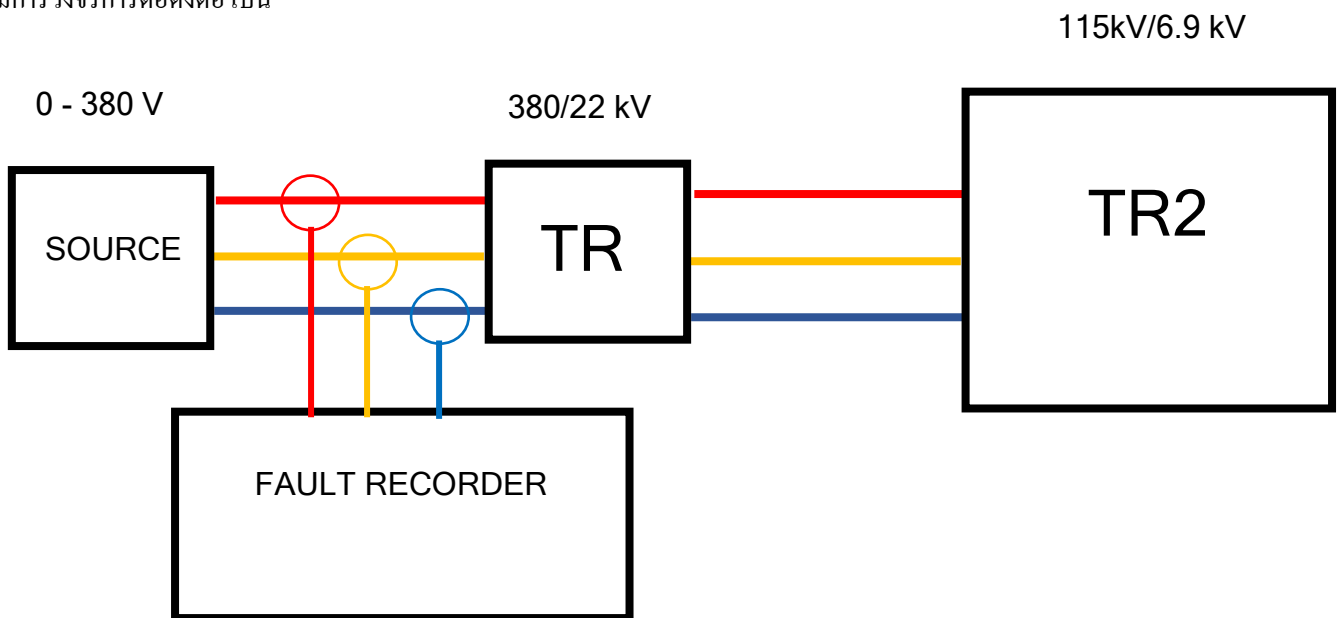 115kV/6.9 kV
0 - 380 V
380/22 kV
SOURCE
TR
TR2
FAULT RECORDER